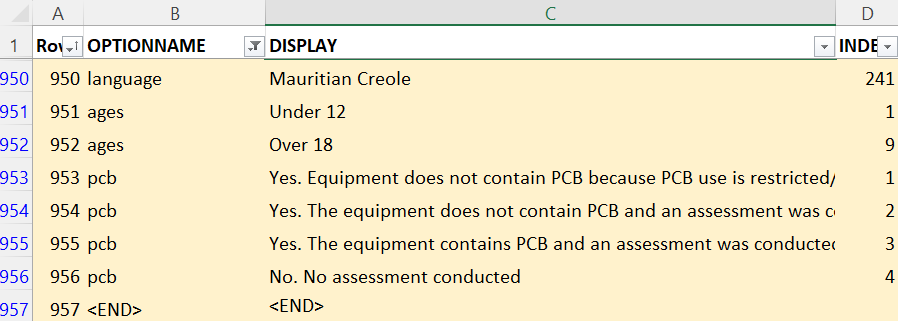 A B C D
1 Row OPTIONNAME DISPLAY INDE
950 950 language Mauritian Creole 241
951 951 ages Under 12 1
952 952 ages Over 18 9
953 953 pcb Yes. Equipment does not contain PCB because PCB use is restricted/ 1
954 954 pcb Yes. The equipment does not contain PCB and an assessment was co 2
955 955 pcb Yes. The equipment contains PCB and an assessment was conducted 3
956 956 pcb No. No assessment conducted 4
957 957 <END> <END>